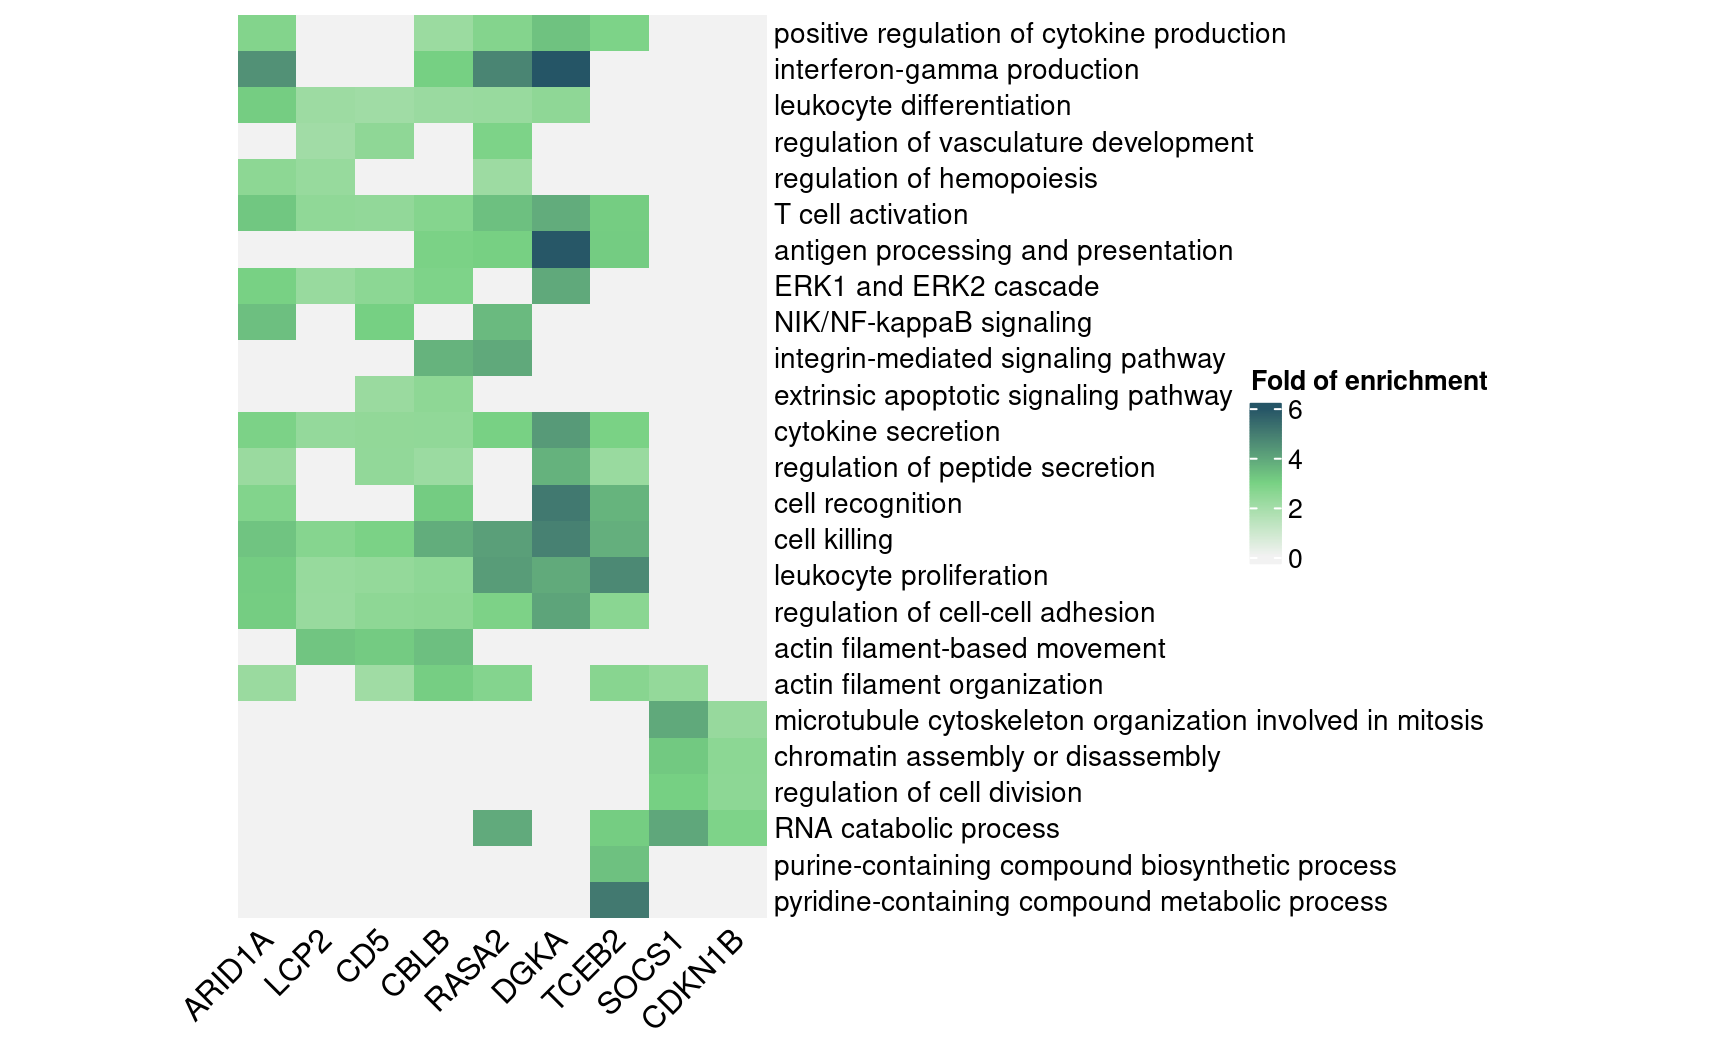 positive regulation of cytokine production
interferon-gamma production
leukocyte differentiation
regulation of vasculature development
regulation of hemopoiesis
T cell activation
antigen processing and presentation
ERK1 and ERK2 cascade
NIK/NF-kappaB signaling
integrin-mediated signaling pathway
extrinsic apoptotic signaling pathway
cytokine secretion
regulation of peptide secretion
cell recognition
cell killing
leukocyte proliferation
regulation of cell-cell adhesion
actin filament-based movement
actin filament organization
microtubule cytoskeleton organization involved in mitosis
chromatin assembly or disassembly
regulation of cell division
RNA catabolic process
purine-containing compound biosynthetic process
pyridine-containing compound metabolic process
Fold of enrichment
6
4
2
0
ARID1A
LCP2
CD5
CBLB
RASA2
DGKA
TCEB2
SOCS1
CDKN1B